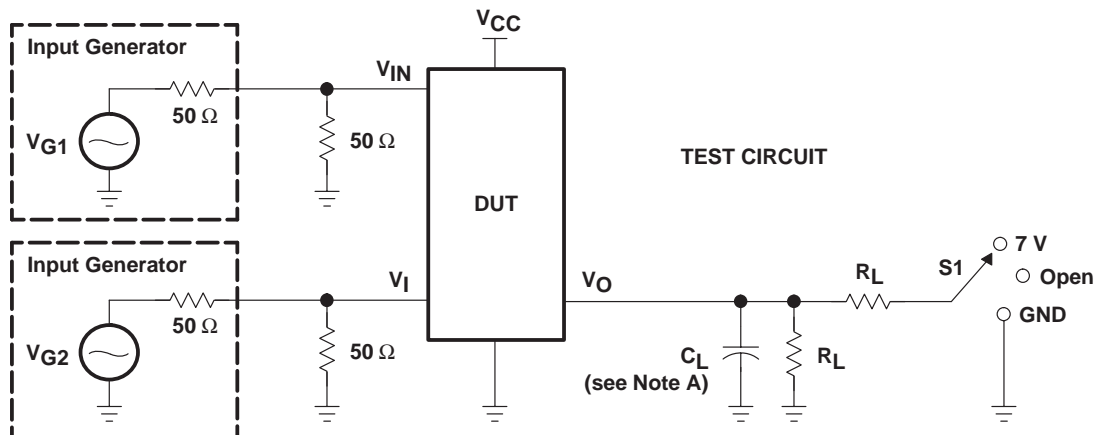 Input Generator
VG1
50 Ω
50 Ω
VIN
VCC
DUT
TEST CIRCUIT
Input Generator
VG2
50 Ω
50 Ω
VI
VO
CL
(see Note A)
RL
RL
S1
7 V
Open
GND